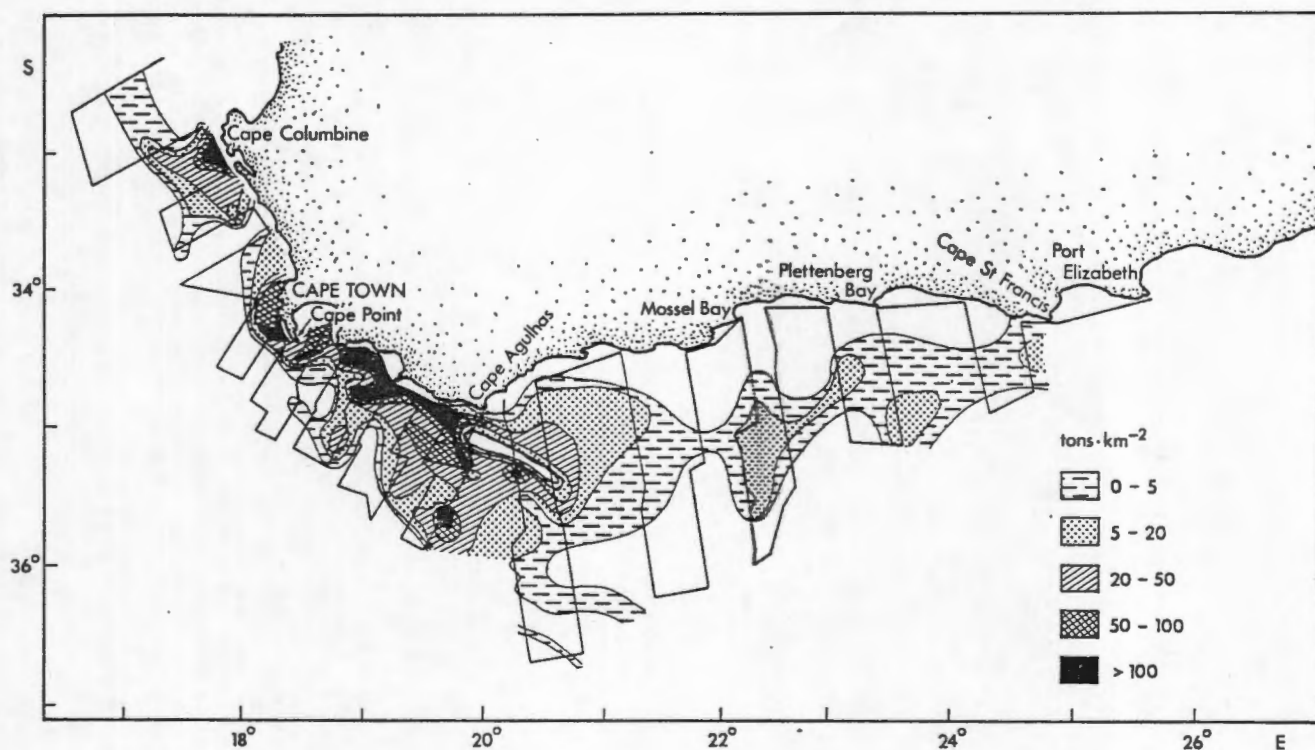 S
Cape Columbine
34°
CAPE TOWN
Cape Point
Cape Agulhas
Mossel Bay
Plettenberg
Bay
Cape St Francis
Port
Elizabeth
36°
tons·km⁻²
0 - 5
5 - 20
20 - 50
50 - 100
> 100
18
20°
22°
24°
26°
E